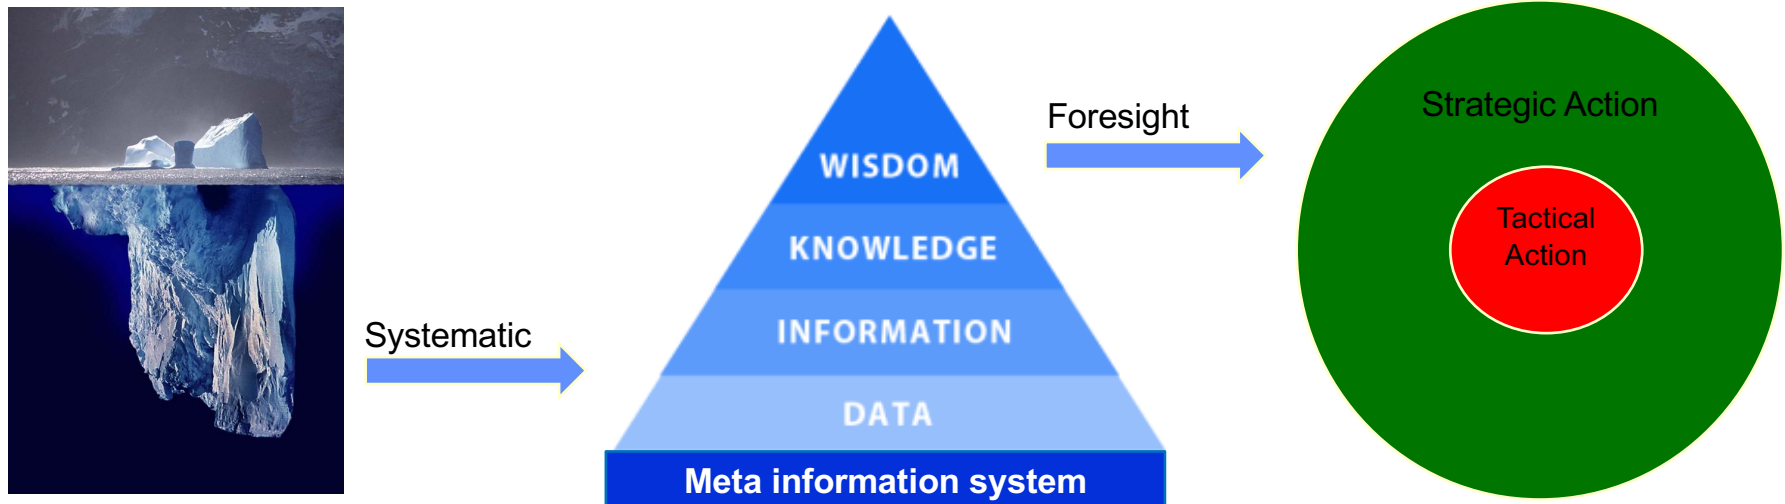 Systematic
WISDOM
KNOWLEDGE
INFORMATION
DATA
Meta information system
Foresight
Strategic Action
Tactical
Action